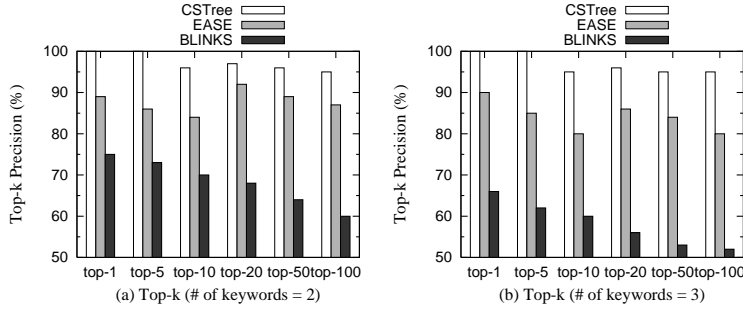 CSTree
EASE
BLINKS
Top-k Precision (%)
100
90
80
70
60
50
top-1 top-5 top-10 top-20 top-50 top-100
(a) Top-k (# of keywords = 2)
CSTree
EASE
BLINKS
Top-k Precision (%)
100
90
80
70
60
50
top-1 top-5 top-10 top-20 top-50 top-100
(b) Top-k (# of keywords = 3)